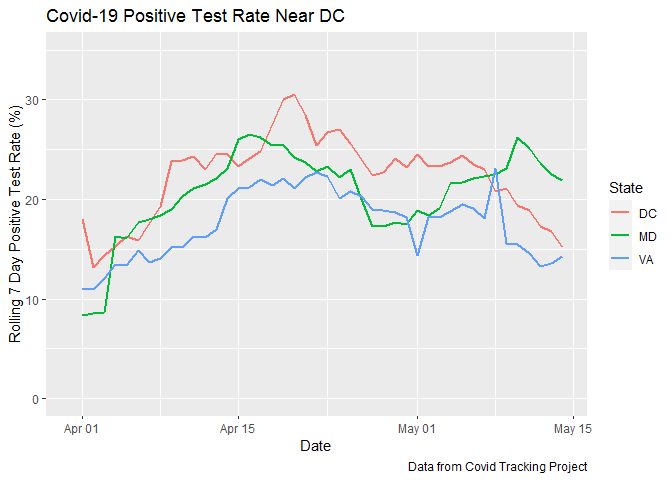 Covid-19 Positive Test Rate Near DC
Rolling 7 Day Positive Test Rate (%)
30
20
10
0
Apr 01
Apr 15
May 01
May 15
Date
State
DC
MD
VA
Data from Covid Tracking Project